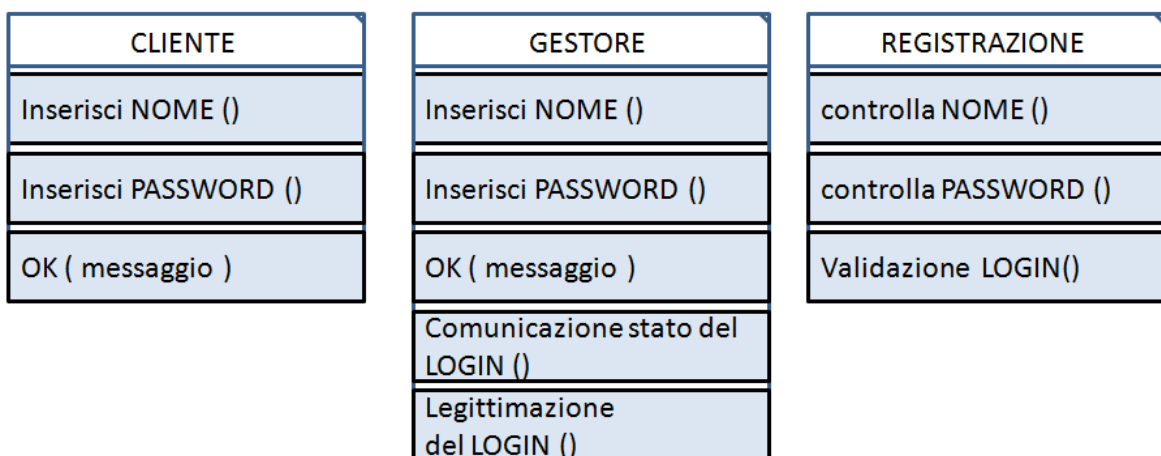 CLIENTE
Inserisci NOME ()
Inserisci PASSWORD ()
OK ( messaggio )
GESTORE
Inserisci NOME ()
Inserisci PASSWORD ()
OK ( messaggio )
Comunicazione stato del
LOGIN ()
Legittimazione
del LOGIN ()
REGISTRAZIONE
controlla NOME ()
controlla PASSWORD ()
Validazione LOGIN()